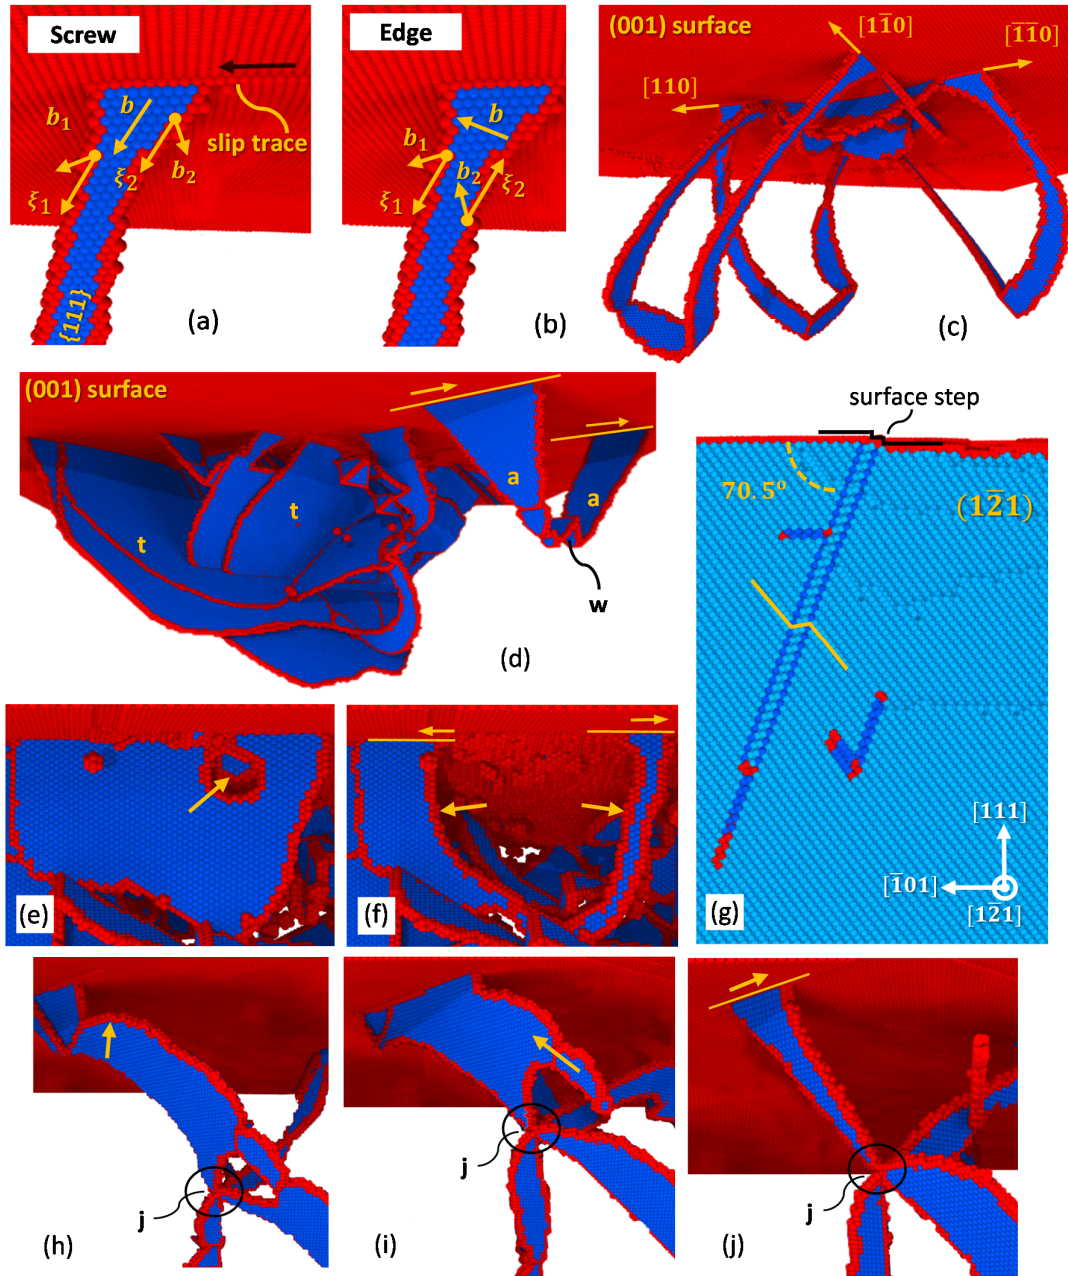 Screw
b
b₁
slip trace
ξ₂
b₂
ξ₁
{111}
(a)
Edge
b
b₁
b₂
ξ₂
ξ₁
(b)
(001) surface
[11̅0]
[1̅1̅0]
[110]
(c)
(001) surface
a
a
t
t
w
(d)
surface step
70.5°
(12̅1)
[111]
[1̅01]
[12̅1]
(g)
(e)
(f)
j
(h)
j
(i)
j
(j)